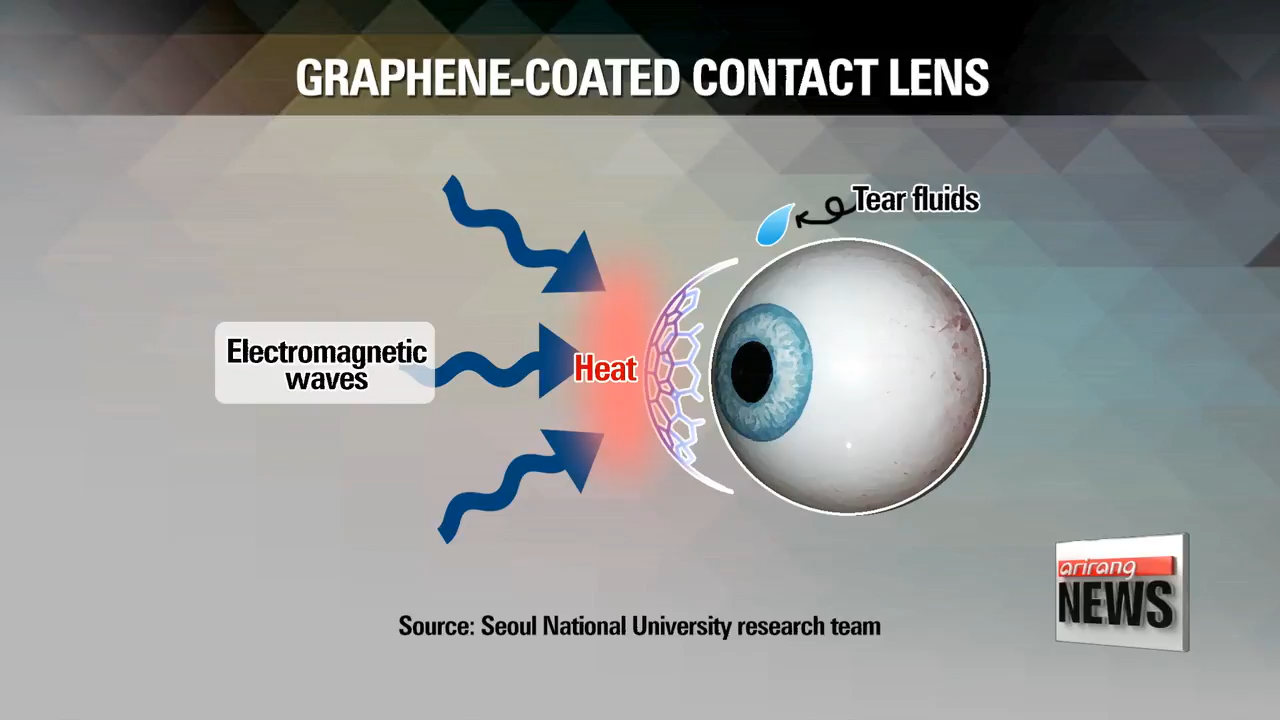 GRAPHENE-COATED CONTACT LENS
Tear fluids
Electromagnetic
waves
Heat
arirang
NEWS
Source: Seoul National University research team